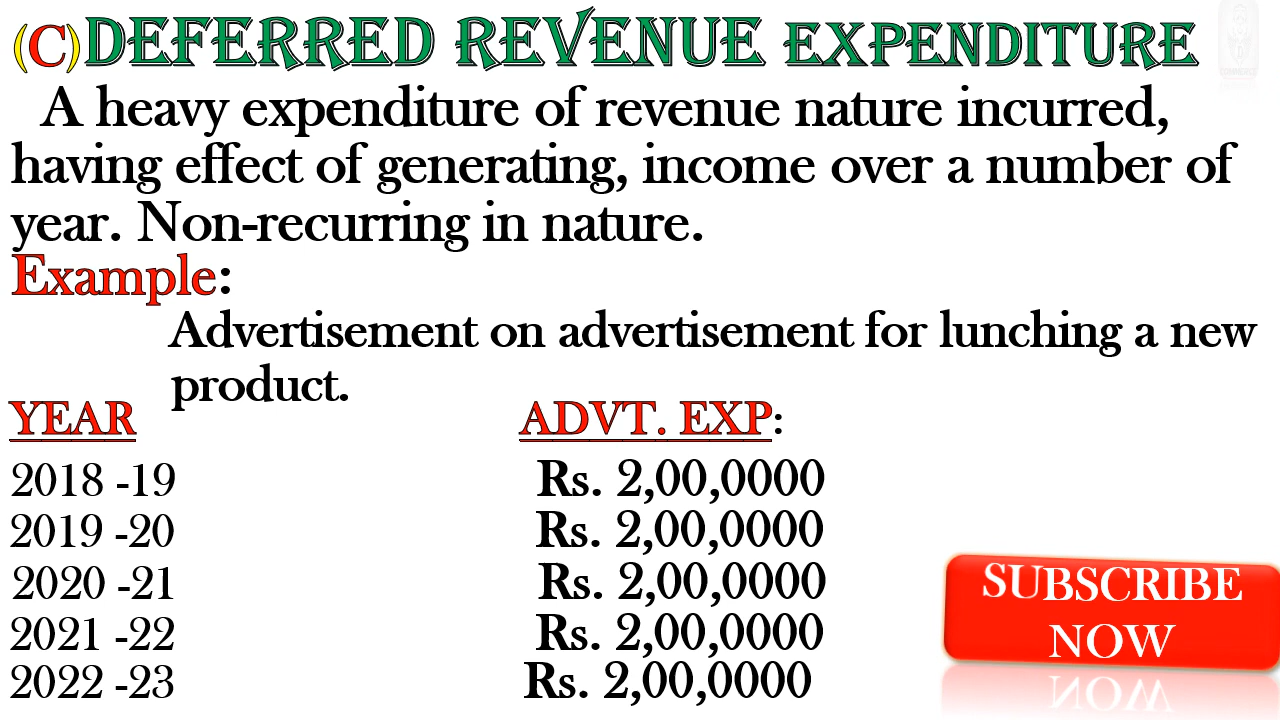 (C) DEFERRED REVENUE EXPENDITURE
A heavy expenditure of revenue nature incurred,
having effect of generating, income over a number of
year. Non-recurring in nature.
Example:
Advertisement on advertisement for lunching a new
product.
YEAR ADVT. EXP:
2018 -19 Rs. 2,00,0000
2019 -20 Rs. 2,00,0000
2020 -21 Rs. 2,00,0000
2021 -22 Rs. 2,00,0000
2022 -23 Rs. 2,00,0000
SUBSCRIBE
NOW